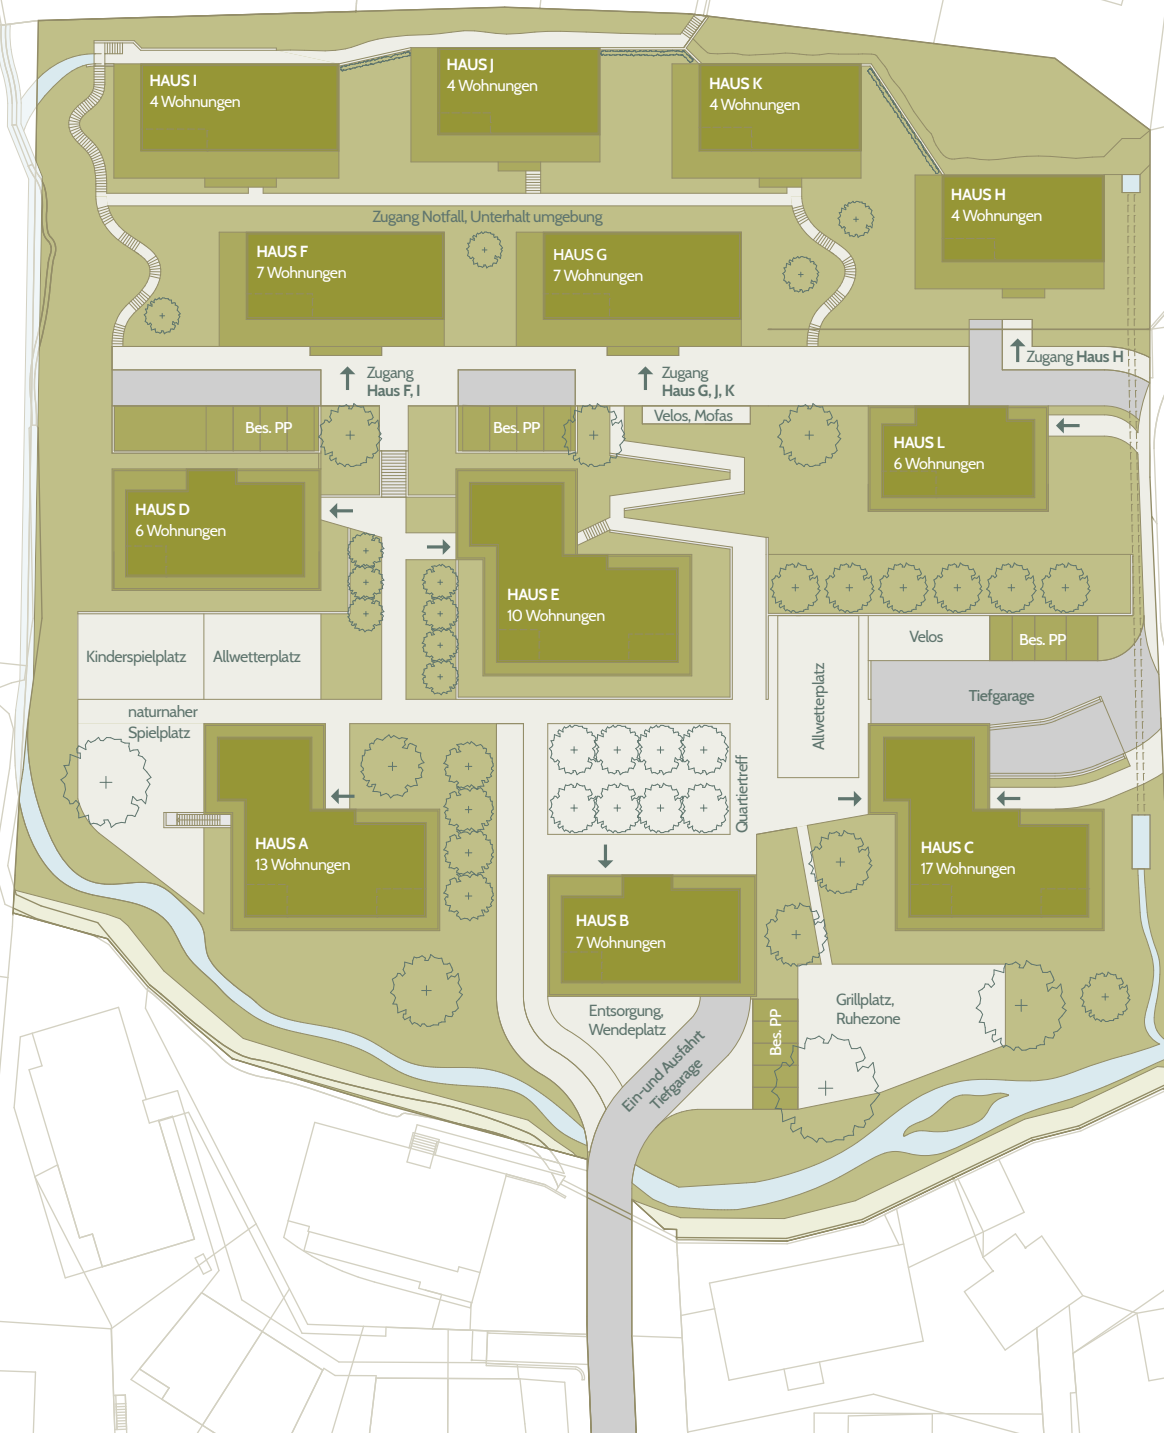 HAUS I
4 Wohnungen
HAUS J
4 Wohnungen
HAUS K
4 Wohnungen
HAUS H
4 Wohnungen
Zugang Notfall, Unterhalt umgebung
HAUS F
7 Wohnungen
HAUS G
7 Wohnungen
Zugang
Haus F, I
Zugang
Haus G, J, K
Zugang Haus H
Bes. PP
Bes. PP
Velos, Mofas
HAUS L
6 Wohnungen
HAUS D
6 Wohnungen
HAUS E
10 Wohnungen
Kinderspielplatz
Allwetterplatz
Velos
Bes. PP
Allwetterplatz
Tiefgarage
naturnaher
Spielplatz
Quartiertreff
HAUS A
13 Wohnungen
HAUS C
17 Wohnungen
HAUS B
7 Wohnungen
Entsorgung,
Wendeplatz
Bes. PP
Grillplatz,
Ruhezone
Ein- und Ausfahrt
Tiefgarage